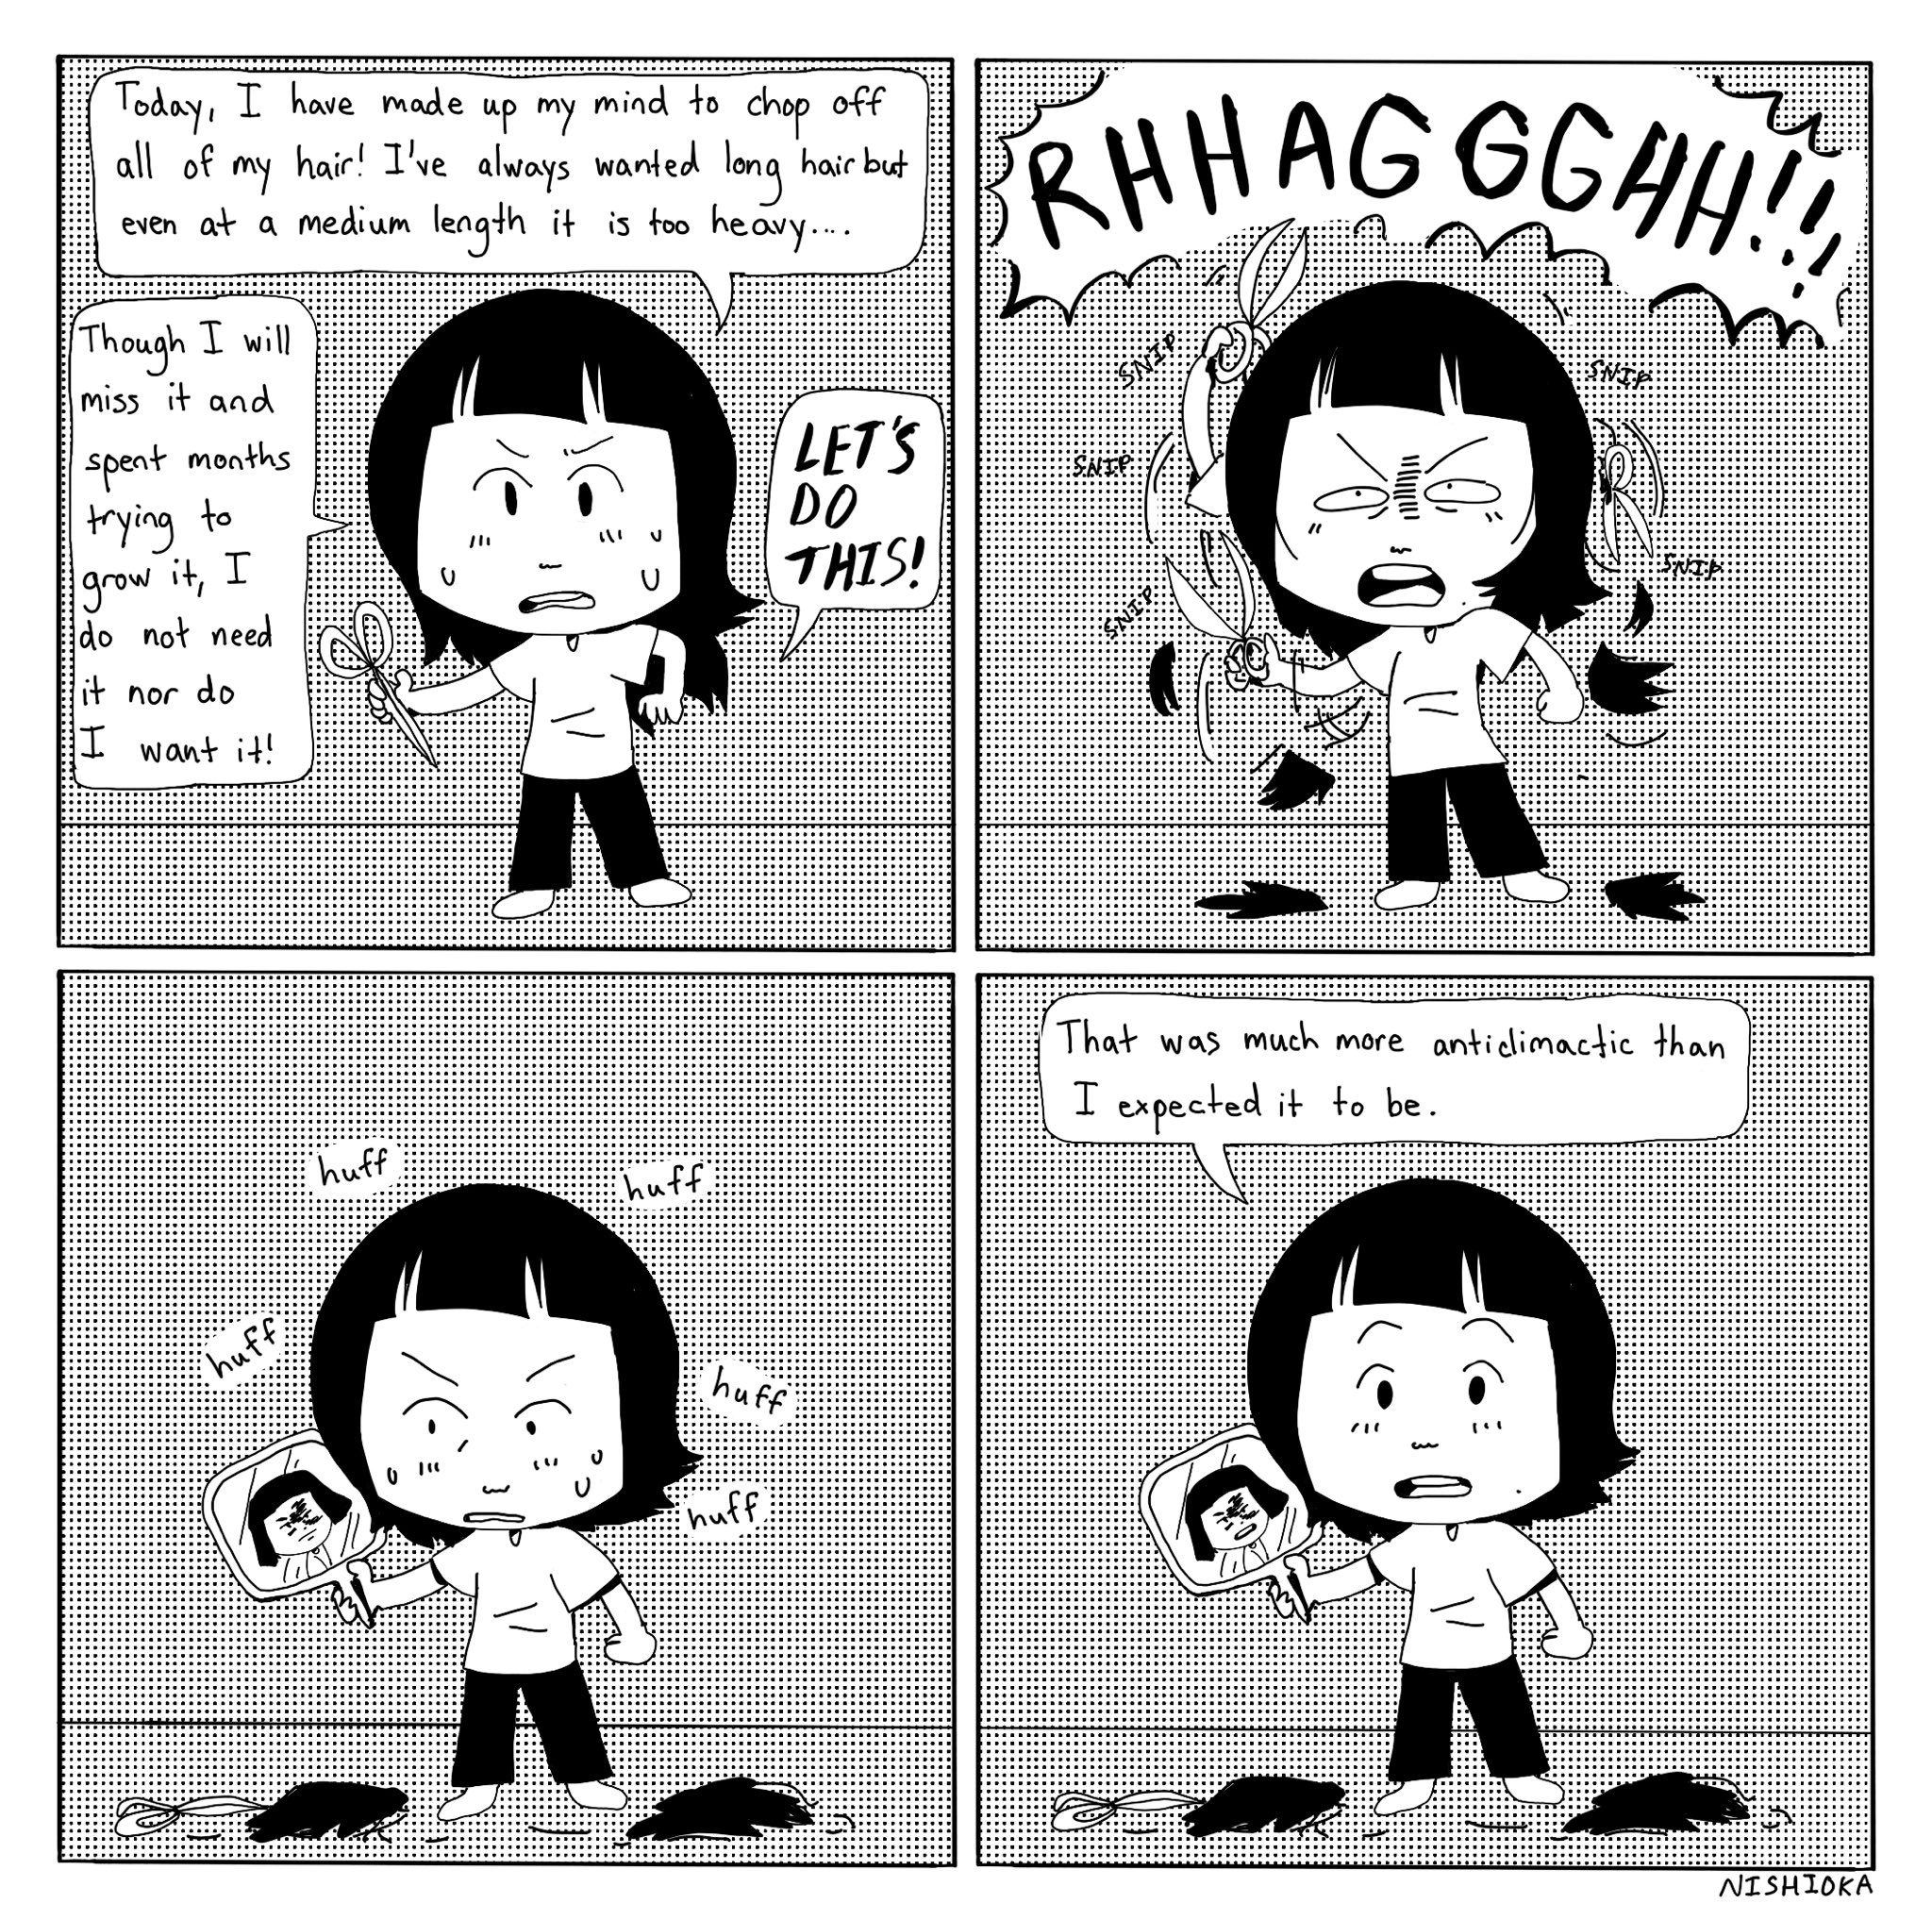 Today, I have made up my mind to chop off
all of my hair! I've always wanted long hair but
even at a medium length it is too heavy....
Though I will
miss it and
spent months
trying to
grow it, I
do not need
it nor do
I want it!
LET'S
DO
THIS!
RHHAGGGHH!!!
SNIP
SNIP
SNIP
SNIP
SNIP
huff
huff
huff
huff
huff
That was much more anticlimactic than
I expected it to be.
NISHIOKA